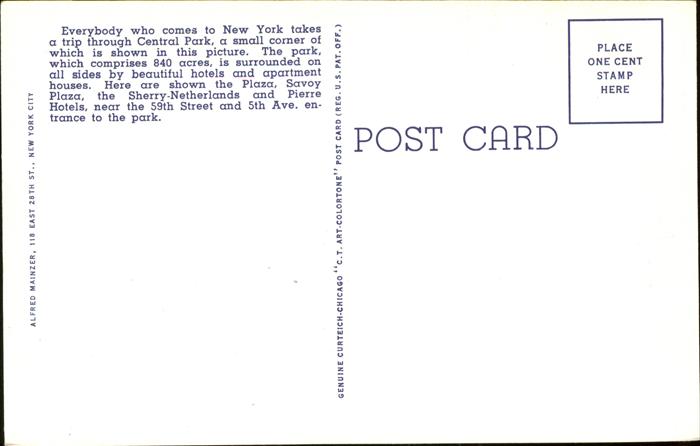 Everybody who comes to New York takes
a trip through Central Park, a small corner of
which is shown in this picture. The park,
which comprises 840 acres, is surrounded on
all sides by beautiful hotels and apartment
houses. Here are shown the Plaza, Savoy
Plaza, the Sherry-Netherlands and Pierre
Hotels, near the 59th Street and 5th Ave. en-
trance to the park.
ALFRED MAINZER, 118 EAST 28TH ST., NEW YORK CITY
GENUINE CURTEICH-CHICAGO "C.T. ART-COLORTONE" POST CARD (REG. U.S. PAT. OFF.)
POST CARD
PLACE
ONE CENT
STAMP
HERE